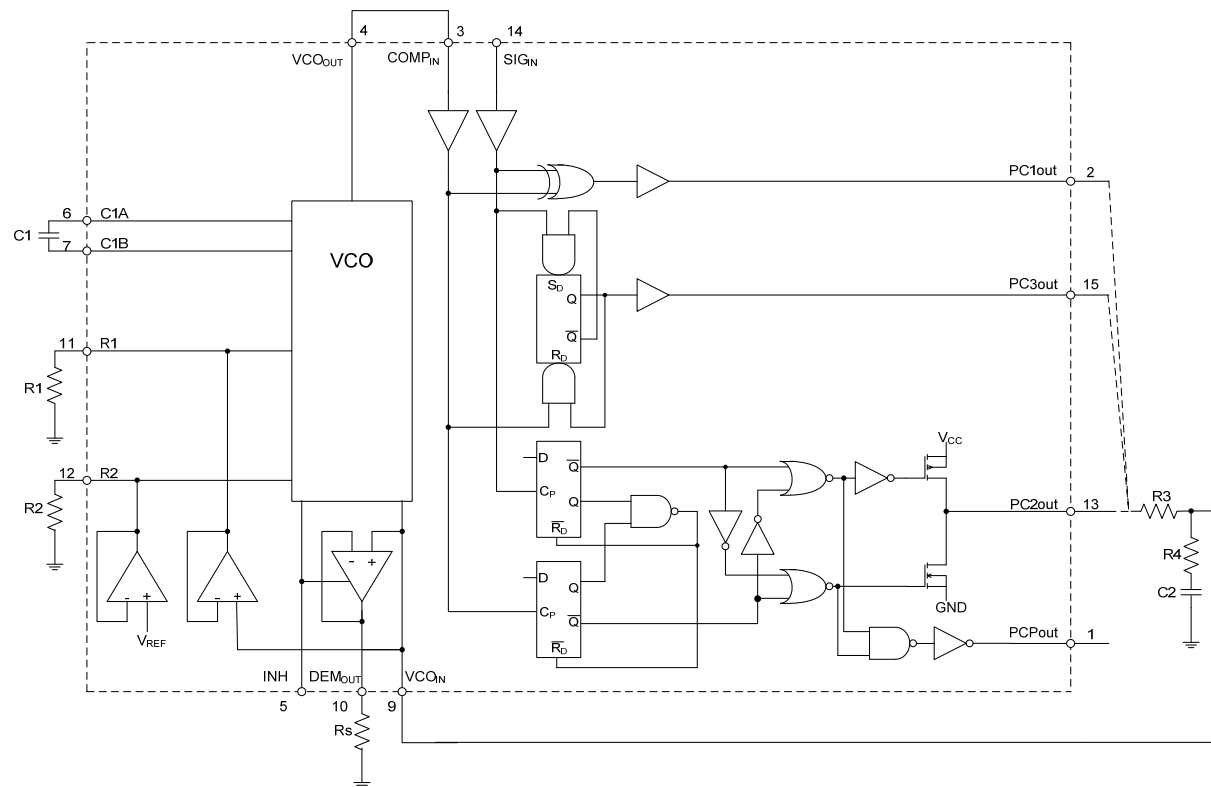 4 3 14
VCOOUT COMPIN SIGIN
PC1out 2
6 C1A
C1
7 C1B
VCO
SD
Q
Q̅
RD
PC3out 15
11 R1
R1
12 R2
R2
D Q̅
CP Q
R̅D̅
D Q
CP Q̅
R̅D̅
VCC
PC2out 13 R3
R4
C2
GND
PCPout 1
- +
- + - +
VREF
INH DEMOUT VCOIN
5 10 9
Rs